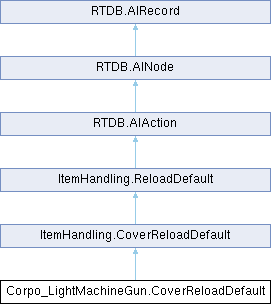 RTDB.AIRecord
RTDB.AINode
RTDB.AIAction
ItemHandling.ReloadDefault
ItemHandling.CoverReloadDefault
Corpo_LightMachineGun.CoverReloadDefault